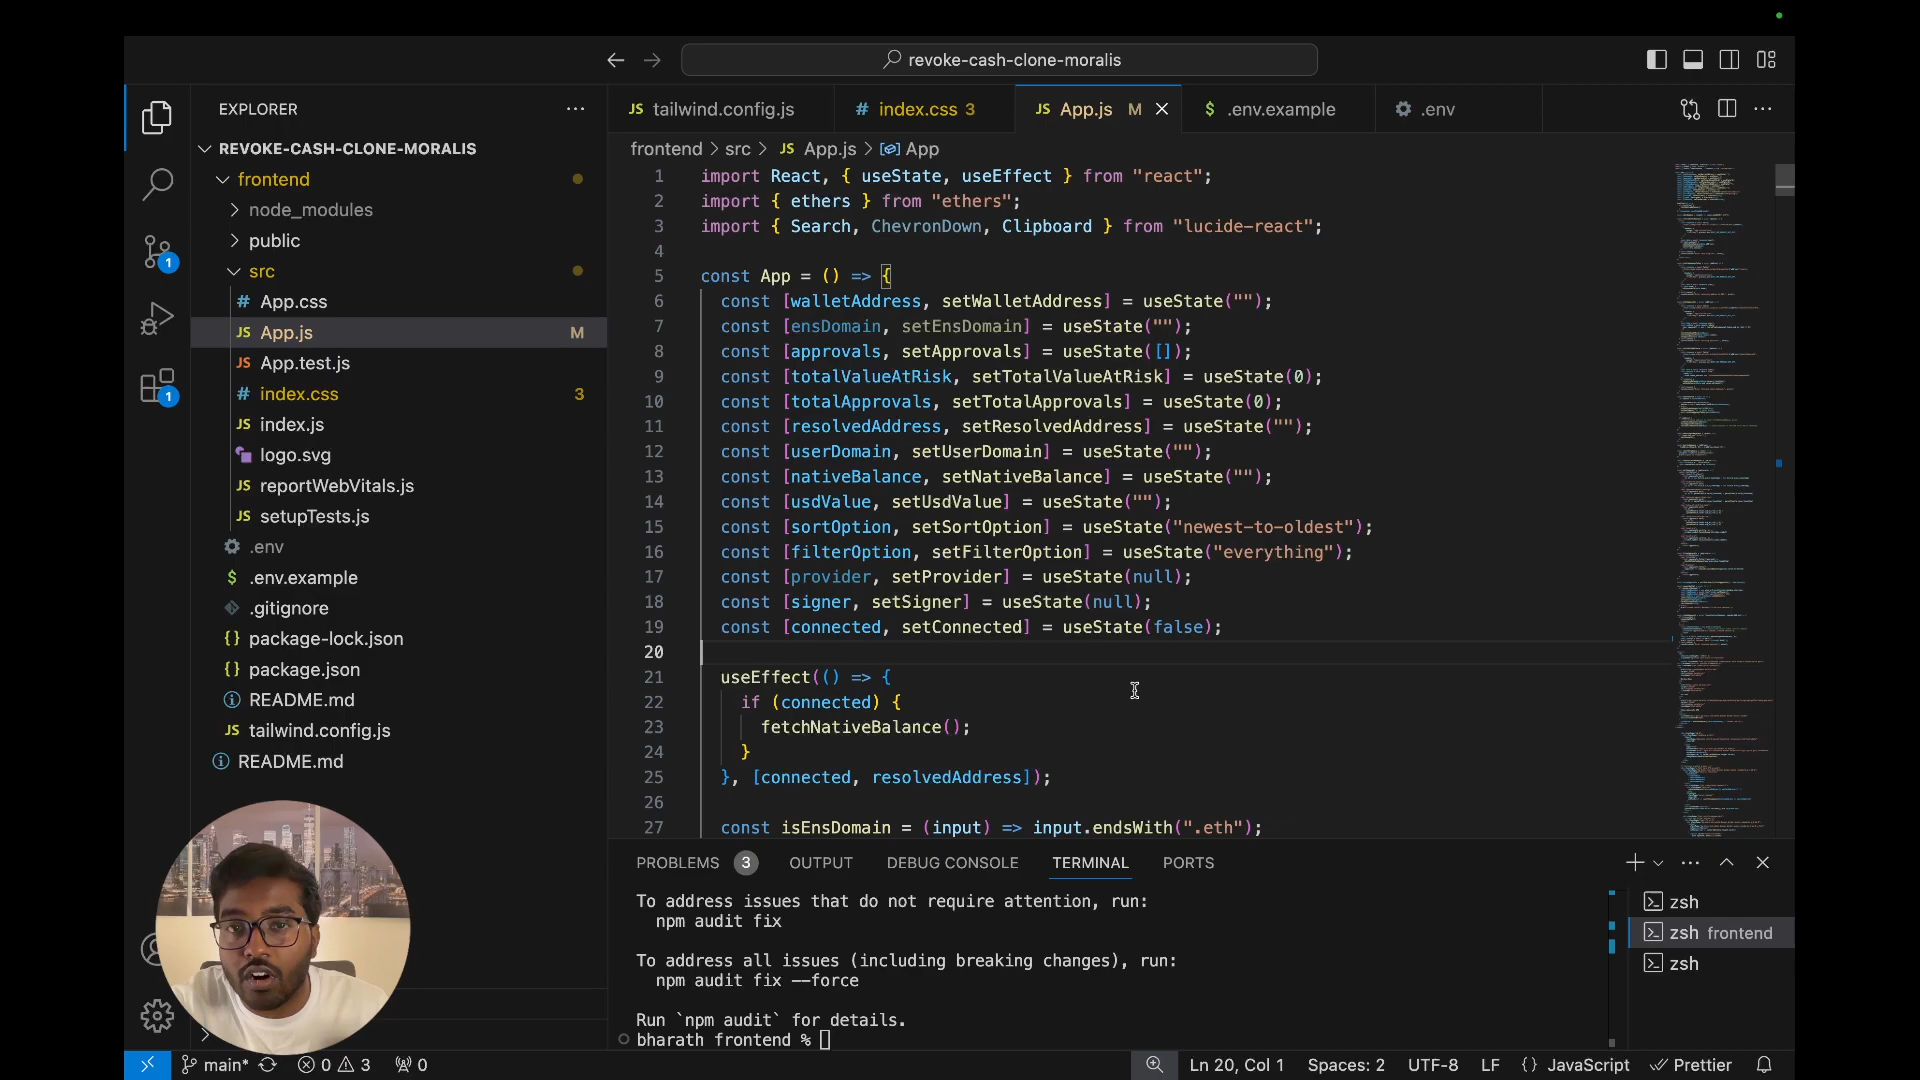 revoke-cash-clone-moralis
EXPLORER
REVOKE-CASH-CLONE-MORALIS
frontend
node_modules
public
src
# App.css
JS App.js M
JS App.test.js
# index.css 3
JS index.js
logo.svg
JS reportWebVitals.js
JS setupTests.js
.env
$ .env.example
.gitignore
{} package-lock.json
{} package.json
README.md
JS tailwind.config.js
README.md
1
1
JS tailwind.config.js
# index.css 3
JS App.js M
$ .env.example
.env
frontend > src > JS App.js > App
1 import React, { useState, useEffect } from "react";
2 import { ethers } from "ethers";
3 import { Search, ChevronDown, Clipboard } from "lucide-react";
4
5 const App = () => {
6 const [walletAddress, setWalletAddress] = useState("");
7 const [ensDomain, setEnsDomain] = useState("");
8 const [approvals, setApprovals] = useState([]);
9 const [totalValueAtRisk, setTotalValueAtRisk] = useState(0);
10 const [totalApprovals, setTotalApprovals] = useState(0);
11 const [resolvedAddress, setResolvedAddress] = useState("");
12 const [userDomain, setUserDomain] = useState("");
13 const [nativeBalance, setNativeBalance] = useState("");
14 const [usdValue, setUsdValue] = useState("");
15 const [sortOption, setSortOption] = useState("newest-to-oldest");
16 const [filterOption, setFilterOption] = useState("everything");
17 const [provider, setProvider] = useState(null);
18 const [signer, setSigner] = useState(null);
19 const [connected, setConnected] = useState(false);
20
21 useEffect(() => {
22 if (connected) {
23 fetchNativeBalance();
24 }
25 }, [connected, resolvedAddress]);
26
27 const isEnsDomain = (input) => input.endsWith(".eth");
PROBLEMS 3 OUTPUT DEBUG CONSOLE TERMINAL PORTS
To address issues that do not require attention, run:
npm audit fix
To address all issues (including breaking changes), run:
npm audit fix --force
Run `npm audit` for details.
bharath frontend %
zsh
zsh frontend
zsh
main* 0 3 0
Ln 20, Col 1 Spaces: 2 UTF-8 LF {} JavaScript Prettier